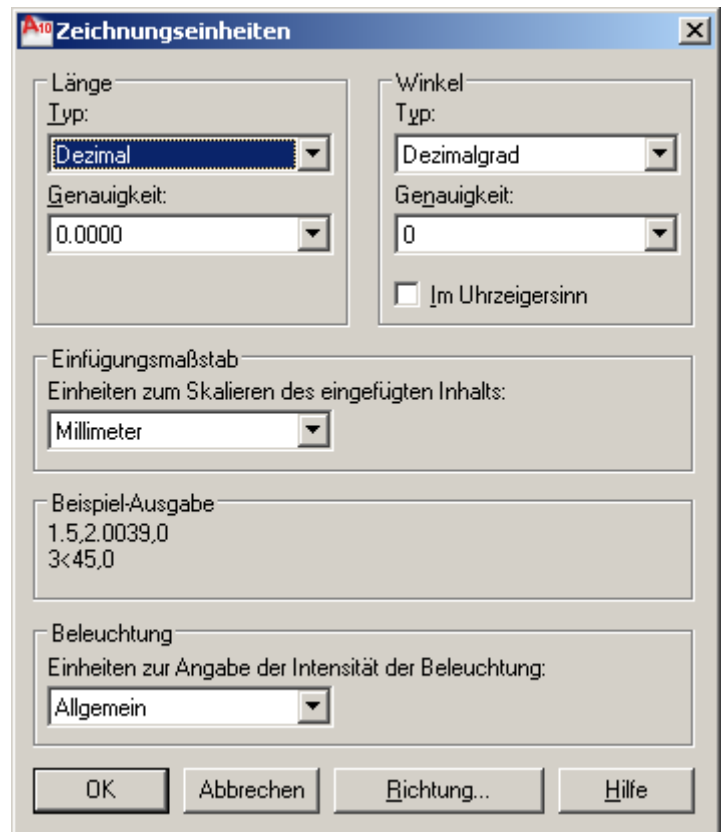 A10 Zeichnungseinheiten
Länge
Typ:
Dezimal
Genauigkeit:
0.0000
Winkel
Typ:
Dezimalgrad
Genauigkeit:
0
Im Uhrzeigersinn
Einfügungsmaßstab
Einheiten zum Skalieren des eingefügten Inhalts:
Millimeter
Beispiel-Ausgabe
1.5,2.0039,0
3<45,0
Beleuchtung
Einheiten zur Angabe der Intensität der Beleuchtung:
Allgemein
OK Abbrechen Richtung... Hilfe